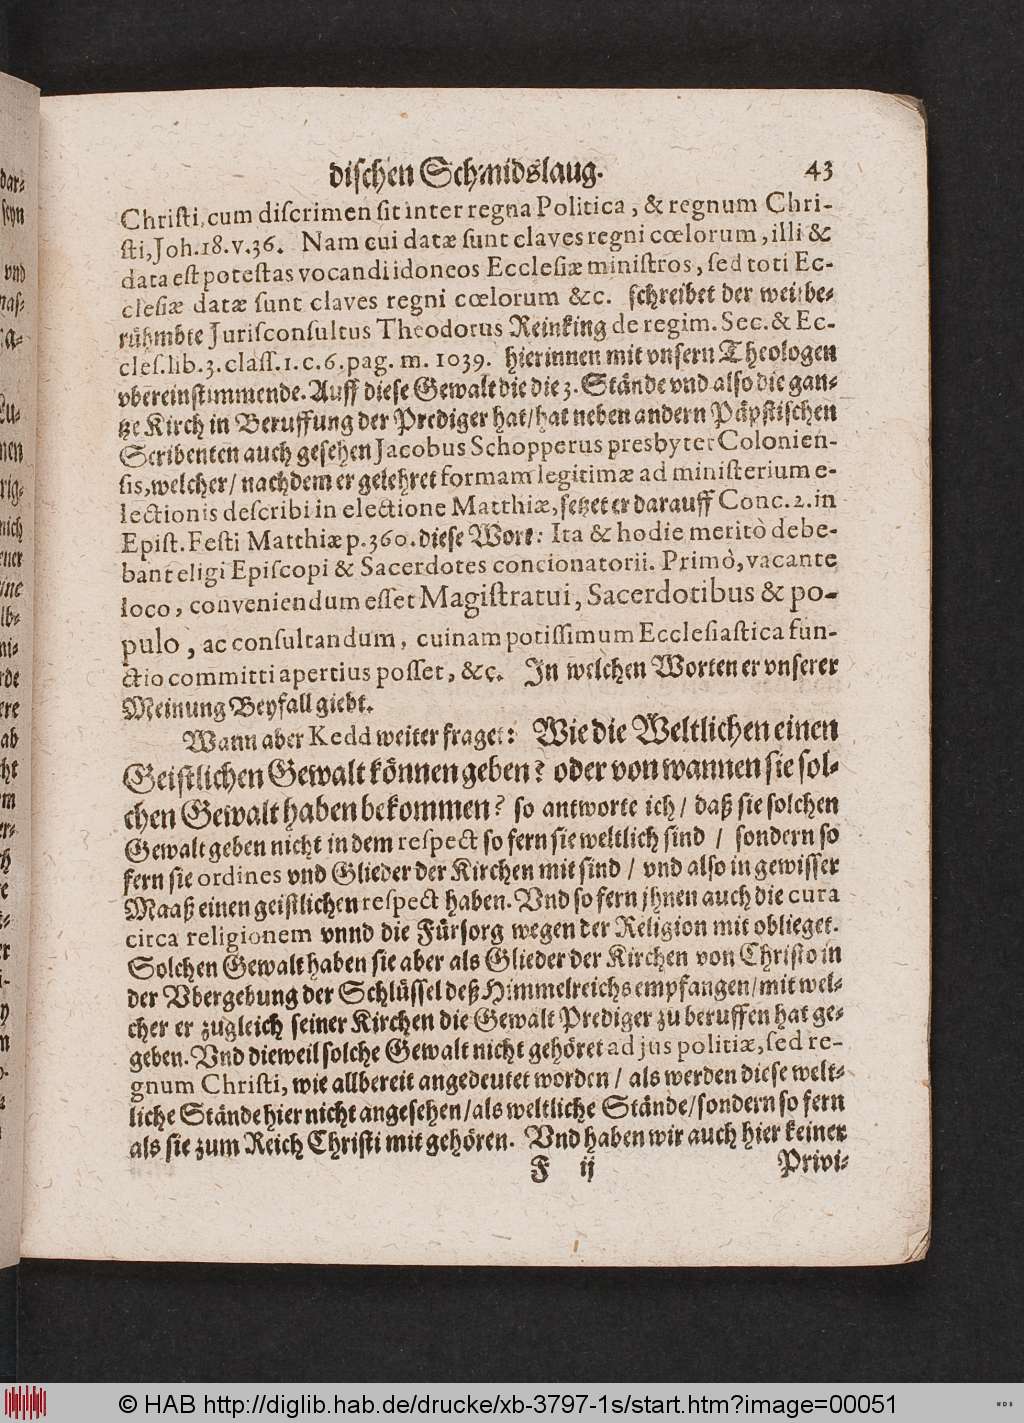 dischen Schmidslaug. 43
Christi, cum discrimen sit inter regna Politica, & regnum Chri-
sti, Joh. 18. v. 36. Nam cui datæ sunt claves regni cœlorum, illi &
data est potestas vocandi idoneos Ecclesiæ ministros, sed toti Ec-
clesiæ datæ sunt claves regni cœlorum &c. schreibet der weitbe-
rühmbte Jurisconsultus Theodorus Reinking de regim. Sec. & Ec-
cles. lib. 3. class. 1. c. 6. pag. m. 1039. hierinnen mit vnsern Theologen
vbereinstimmende. Auff diese Gewalt die die 3. Stände vnd also die gan-
tze Kirch in Beruffung der Prediger hat/ hat neben andern Päpstischen
Scribenten auch gesehen Jacobus Schopperus presbyter Colonien-
sis, welcher/ nachdem er gelehret formam legitimæ ad ministerium e-
lectionis describi in electione Matthiæ, setzet er darauff Conc. 2. in
Epist. Festi Matthiæ p. 360. diese Wort: Ita & hodie meritò debe-
bant eligi Episcopi & Sacerdotes concionatorii. Primò, vacante
loco, conveniendum esset Magistratui, Sacerdotibus & po-
pulo, ac consultandum, cuinam potissimum Ecclesiastica fun-
ctio committi apertius posset, &c. In welchen Worten er vnserer
Meinung Beyfall giebt.
Wann aber Kedd weiter fraget: Wie die Weltlichen einen
Geistlichen Gewalt können geben? oder von wannen sie sol-
chen Gewalt haben bekommen? so antworte ich/ daß sie solchen
Gewalt geben nicht in dem respect so fern sie weltlich sind / sondern so
fern sie ordines vnd Glieder der Kirchen mit sind / vnd also in gewisser
Maaß einen geistlichen respect haben. Vnd so fern jhnen auch die cura
circa religionem vnnd die Fürsorg wegen der Religion mit oblieget.
Solchen Gewalt haben sie aber als Glieder der Kirchen von Christo in
der Vbergebung der Schlüssel deß Himmelreichs empfangen/ mit wel-
cher er zugleich seiner Kirchen die Gewalt Prediger zu beruffen hat ge-
geben. Vnd dieweil solche Gewalt nicht gehöret ad jus politiæ, sed re-
gnum Christi, wie allbereit angedeutet worden / als werden diese welt-
liche Stände hier nicht angesehen/ als weltliche Stände/ sondern so fern
als sie zum Reich Christi mit gehören. Vnd haben wir auch hier keiner
F ij Privi-
© HAB http://diglib.hab.de/drucke/xb-3797-1s/start.htm?image=00051